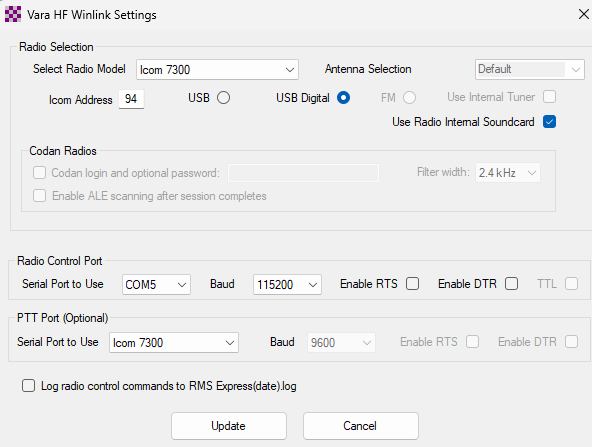 Vara HF Winlink Settings
Radio Selection
Select Radio Model Icom 7300 Antenna Selection Default
Icom Address 94 USB USB Digital FM Use Internal Tuner
Use Radio Internal Soundcard
Codan Radios
Codan login and optional password: Filter width: 2.4 kHz
Enable ALE scanning after session completes
Radio Control Port
Serial Port to Use COM5 Baud 115200 Enable RTS Enable DTR TTL
PTT Port (Optional)
Serial Port to Use Icom 7300 Baud 9600 Enable RTS Enable DTR
Log radio control commands to RMS Express(date).log
Update Cancel